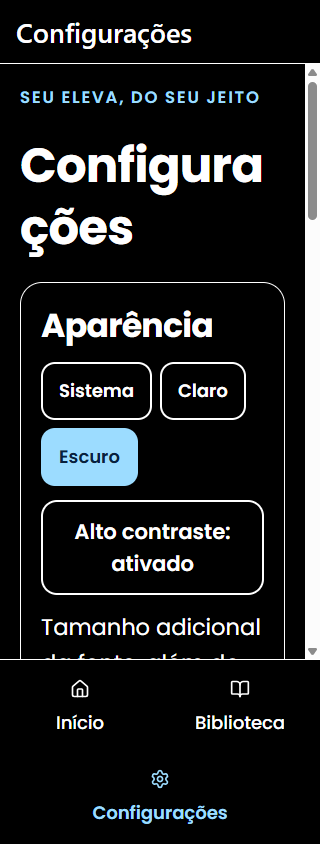 Configurações
SEU ELEVA, DO SEU JEITO
Configura
ções
Aparência
Sistema
Claro
Escuro
Alto contraste:
ativado
Tamanho adicional
Início
Biblioteca
Configurações